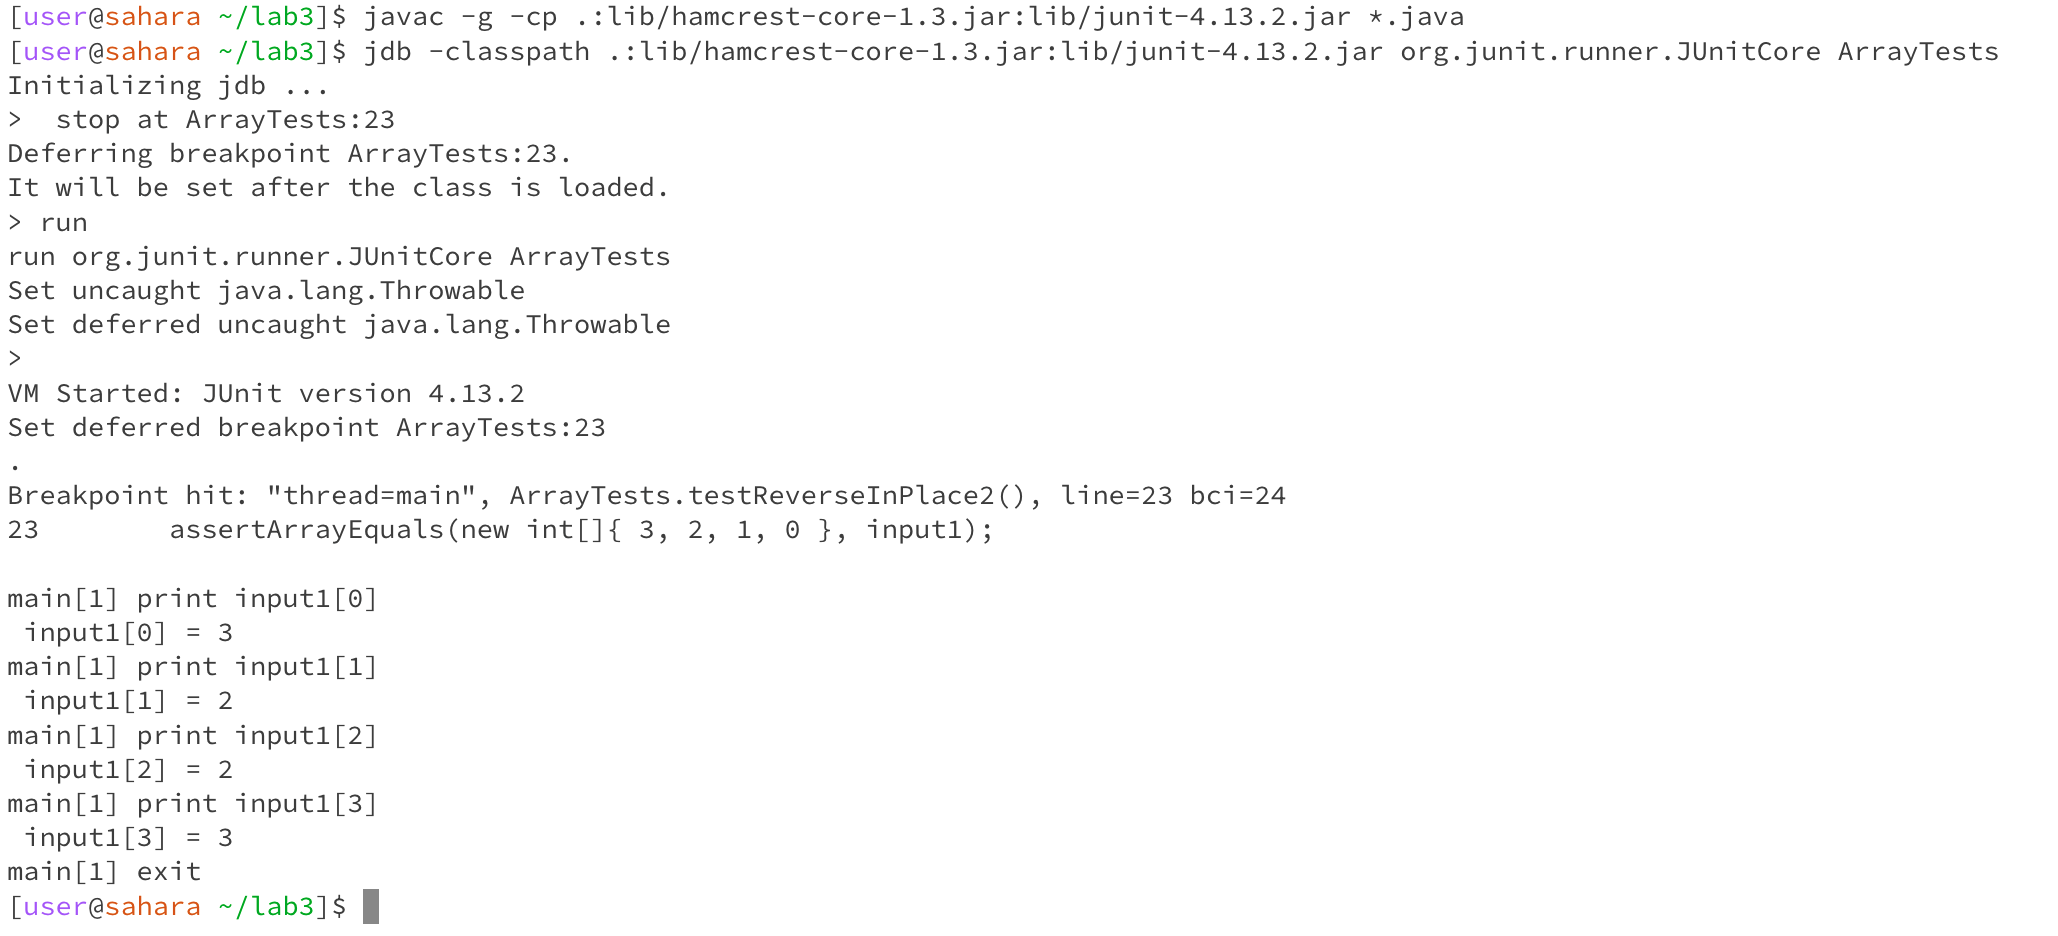 [user@sahara ~/lab3]$ javac -g -cp .:lib/hamcrest-core-1.3.jar:lib/junit-4.13.2.jar *.java
[user@sahara ~/lab3]$ jdb -classpath .:lib/hamcrest-core-1.3.jar:lib/junit-4.13.2.jar org.junit.runner.JUnitCore ArrayTests
Initializing jdb ...
>  stop at ArrayTests:23
Deferring breakpoint ArrayTests:23.
It will be set after the class is loaded.
> run
run org.junit.runner.JUnitCore ArrayTests
Set uncaught java.lang.Throwable
Set deferred uncaught java.lang.Throwable
>
VM Started: JUnit version 4.13.2
Set deferred breakpoint ArrayTests:23
.
Breakpoint hit: "thread=main", ArrayTests.testReverseInPlace2(), line=23 bci=24
23        assertArrayEquals(new int[]{ 3, 2, 1, 0 }, input1);

main[1] print input1[0]
 input1[0] = 3
main[1] print input1[1]
 input1[1] = 2
main[1] print input1[2]
 input1[2] = 2
main[1] print input1[3]
 input1[3] = 3
main[1] exit
[user@sahara ~/lab3]$